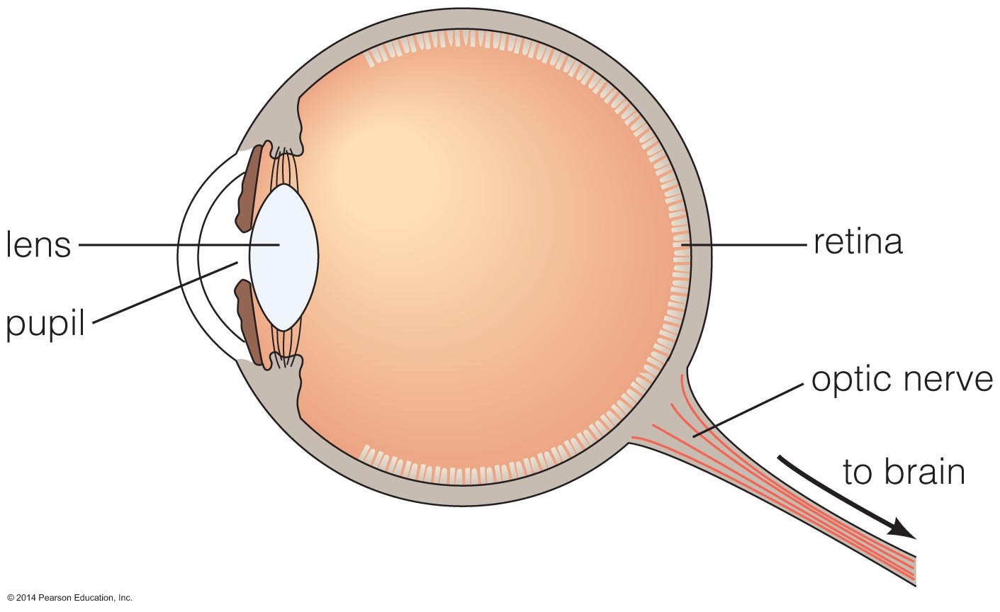 lens
pupil
retina
optic nerve
to brain
© 2014 Pearson Education, Inc.